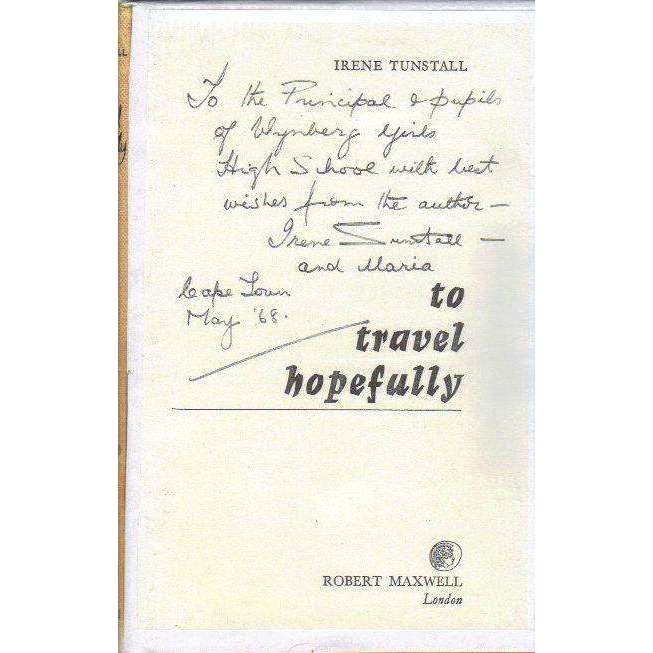 IRENE TUNSTALL
To the Principal & pupils
of Wynberg Girls
High School with best
wishes from the author —
Irene Tunstall —
and Maria
Cape Town
May '68.
to
travel
hopefully
ROBERT MAXWELL
London